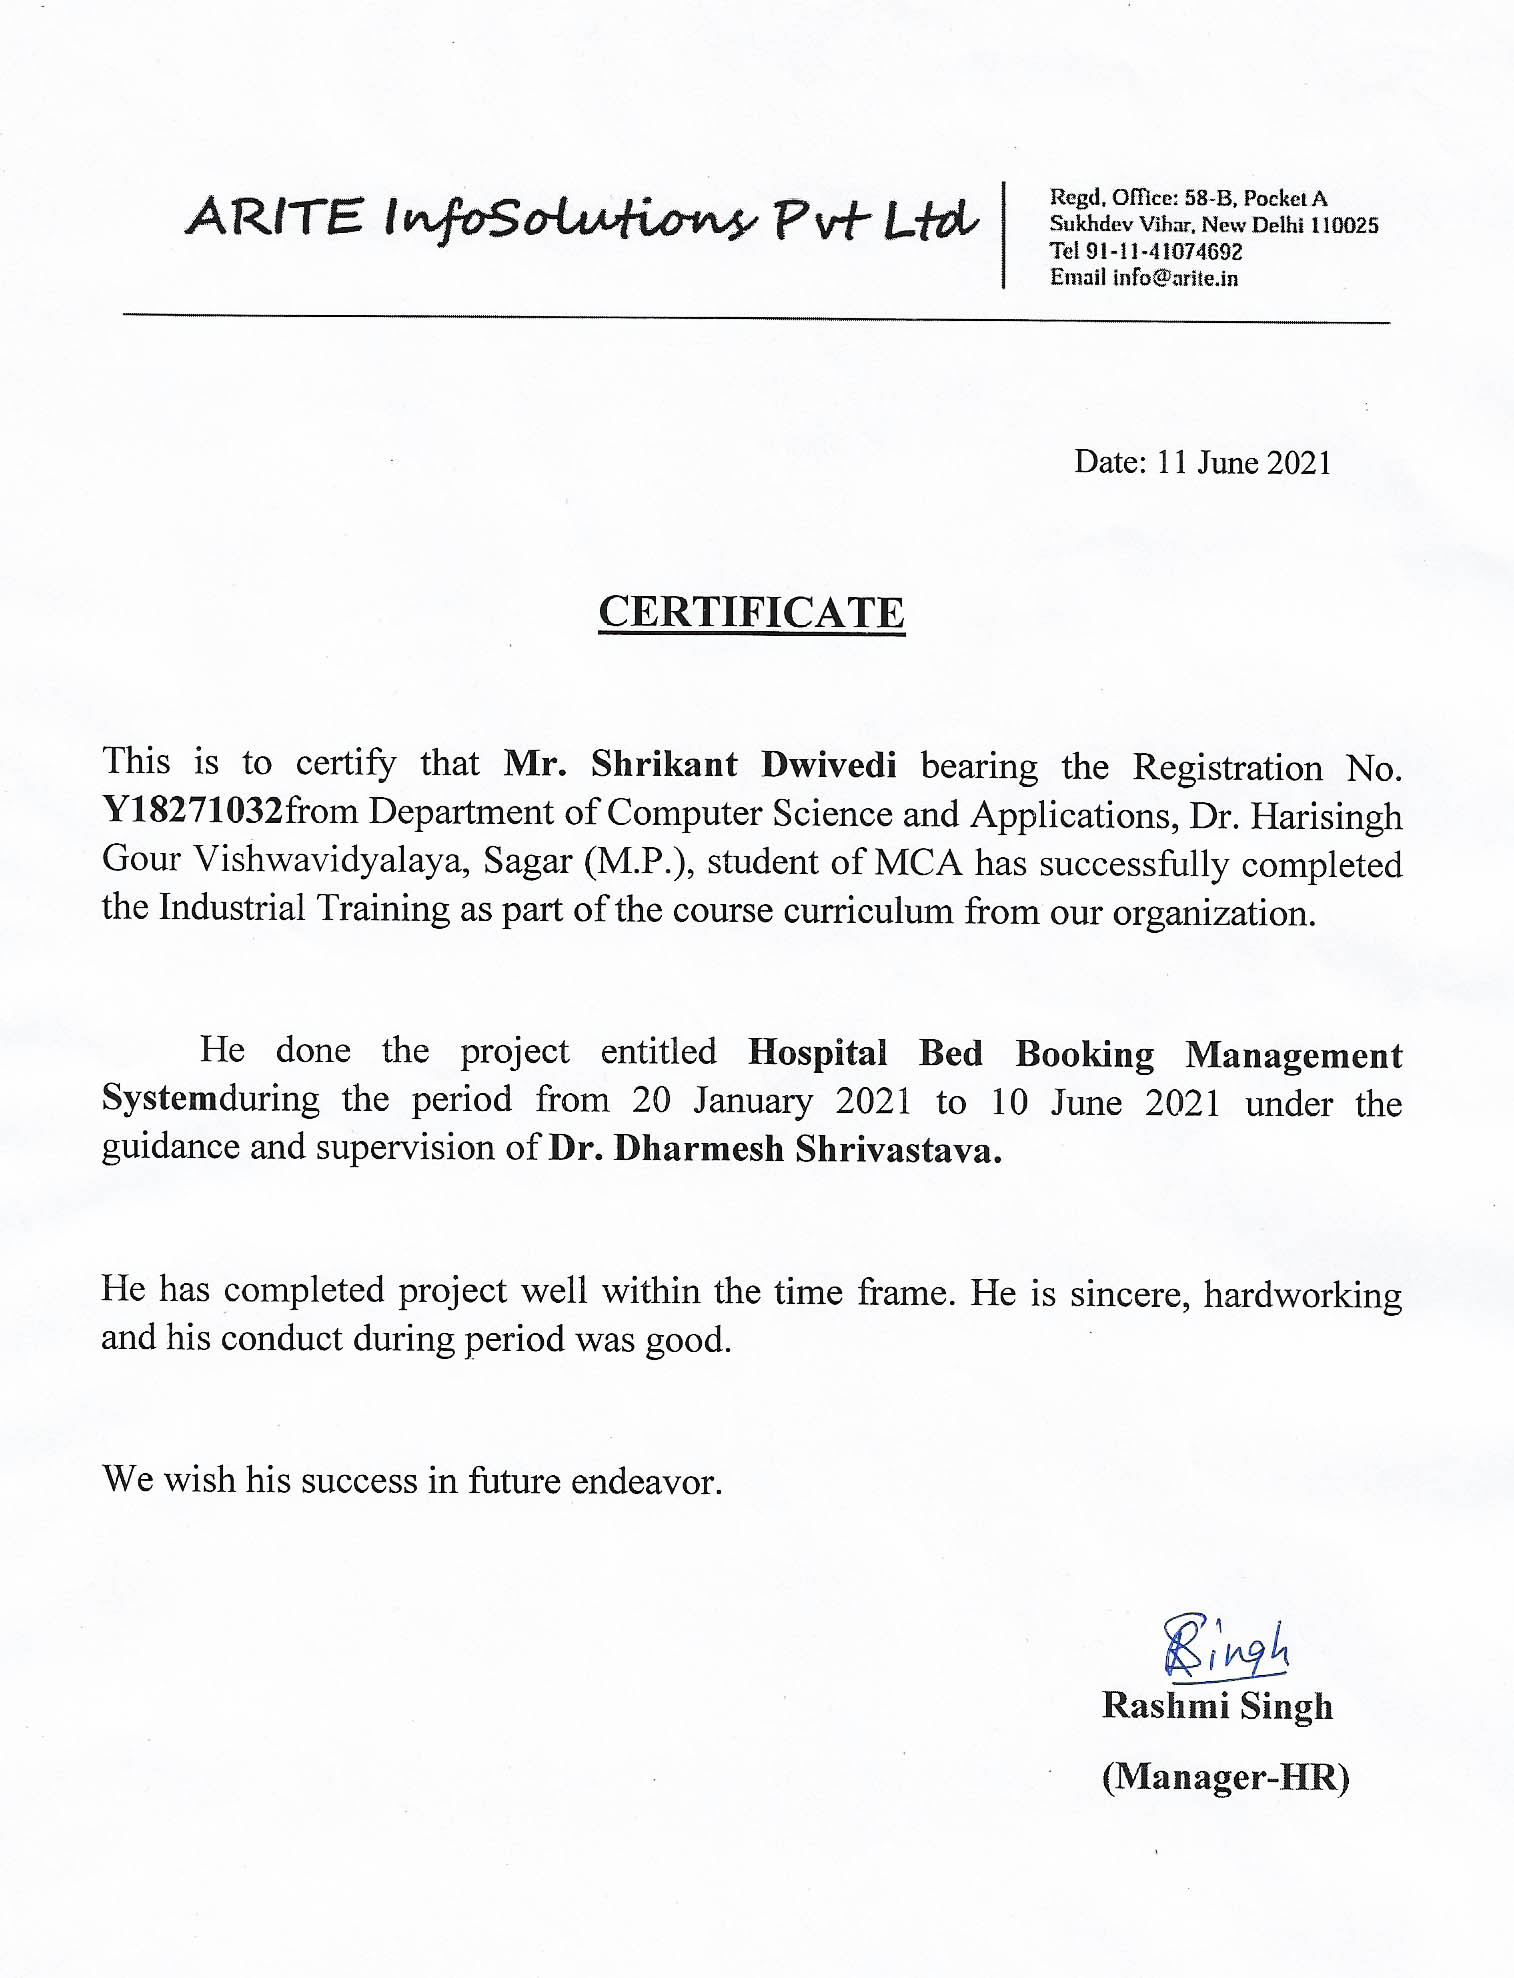 ARITE InfoSolutions Pvt Ltd
Regd, Office: 58-B, Pocket A
Sukhdev Vihar, New Delhi 110025
Tel 91-11-41074692
Email info@arite.in
Date: 11 June 2021
CERTIFICATE
This is to certify that Mr. Shrikant Dwivedi bearing the Registration No.
Y18271032from Department of Computer Science and Applications, Dr. Harisingh
Gour Vishwavidyalaya, Sagar (M.P.), student of MCA has successfully completed
the Industrial Training as part of the course curriculum from our organization.
He done the project entitled Hospital Bed Booking Management
Systemduring the period from 20 January 2021 to 10 June 2021 under the
guidance and supervision of Dr. Dharmesh Shrivastava.
He has completed project well within the time frame. He is sincere, hardworking
and his conduct during period was good.
We wish his success in future endeavor.
RSingh
Rashmi Singh
(Manager-HR)